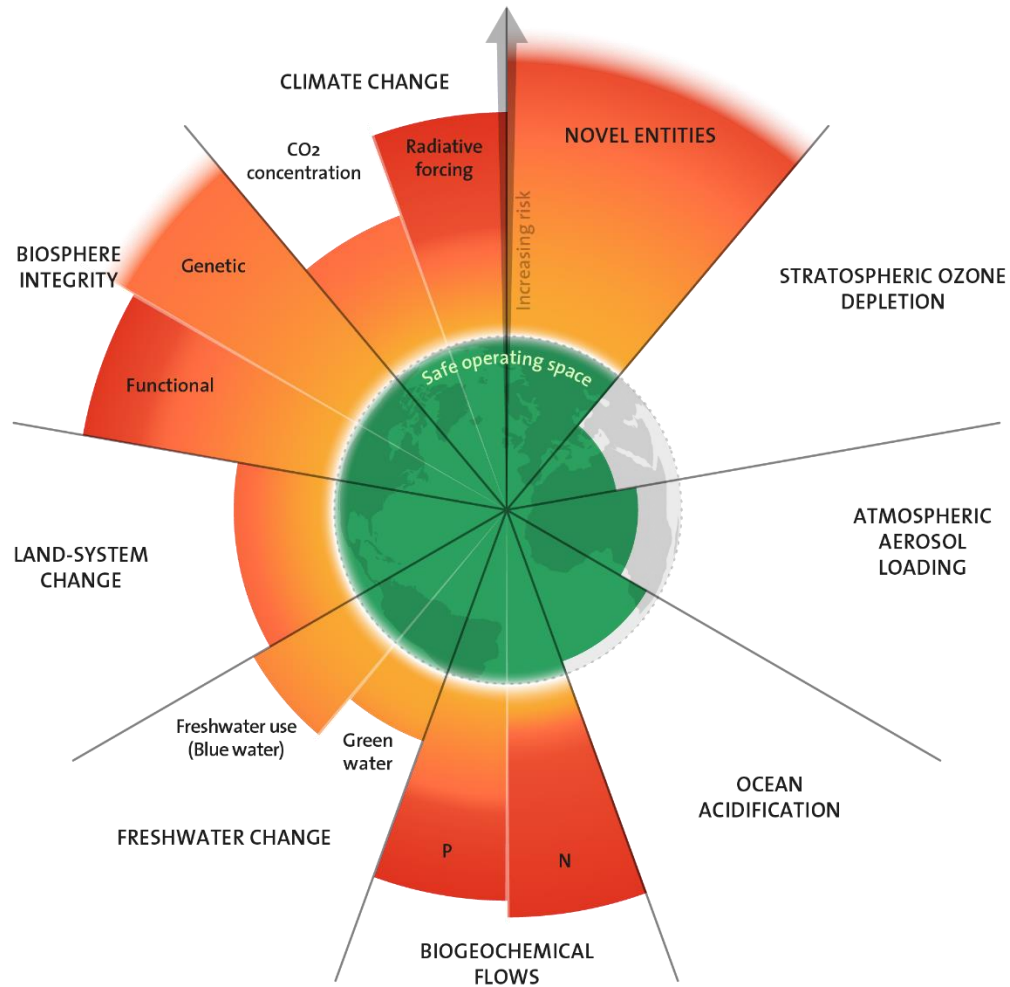 CLIMATE CHANGE
CO2
concentration
Radiative
forcing
NOVEL ENTITIES
Increasing risk
STRATOSPHERIC OZONE
DEPLETION
BIOSPHERE
INTEGRITY
Genetic
Functional
Safe operating space
ATMOSPHERIC
AEROSOL
LOADING
LAND-SYSTEM
CHANGE
Freshwater use
(Blue water)
Green
water
FRESHWATER CHANGE
OCEAN
ACIDIFICATION
P
N
BIOGEOCHEMICAL
FLOWS